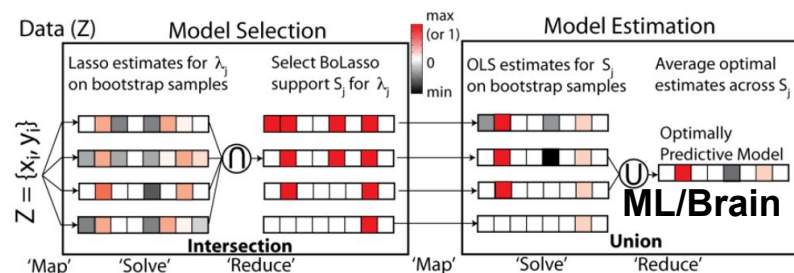 Data (Z)
Model Selection
max
(or 1)
0
min
Model Estimation
Lasso estimates for λj
on bootstrap samples
Select BoLasso
support Sj for λj
OLS estimates for Sj
on bootstrap samples
Average optimal
estimates across Sj
Z = {xi, yi}
∩
Optimally
Predictive Model
∪
ML/Brain
Intersection
Union
'Map' 'Solve' 'Reduce' 'Map' 'Solve' 'Reduce'